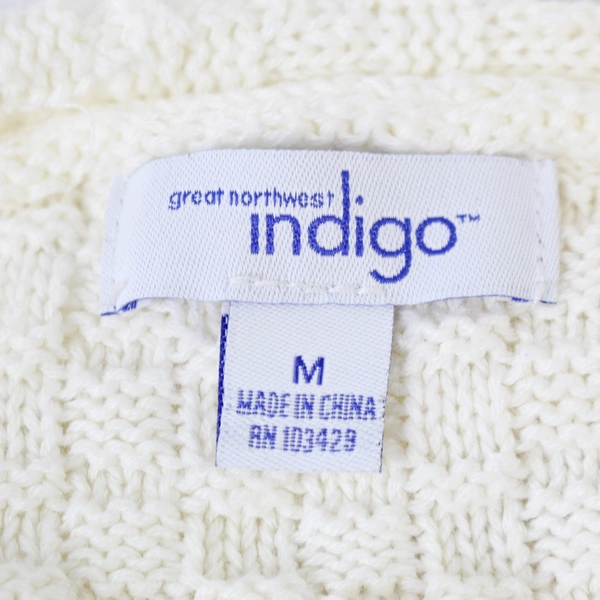 great northwest
indigo™
M
MADE IN CHINA
RN 103429